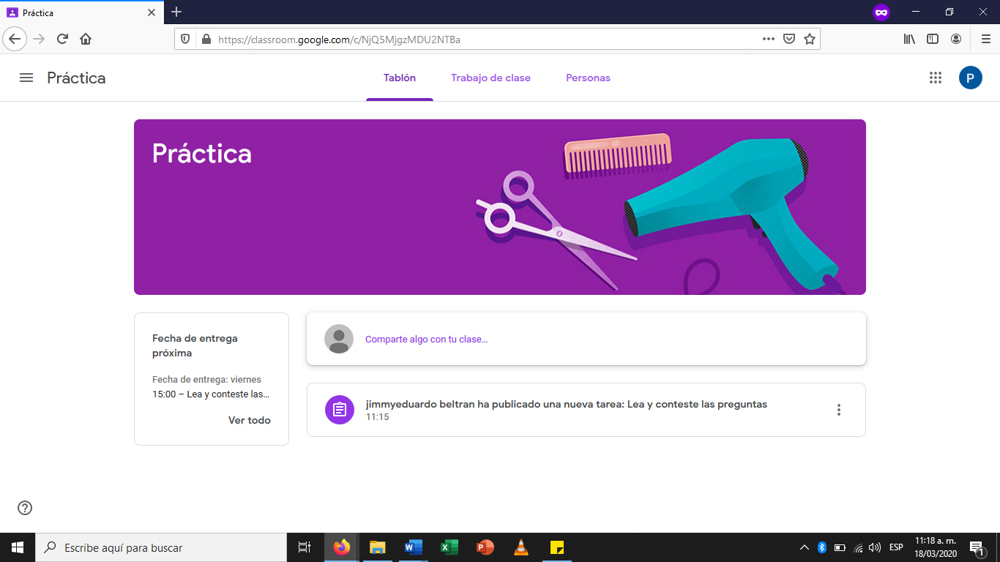 Práctica
https://classroom.google.com/c/NjQ5MjgzMDU2NTBa
Práctica
Tablón
Trabajo de clase
Personas
P
Práctica
Fecha de entrega
próxima
Fecha de entrega: viernes
15:00 – Lea y conteste las…
Ver todo
Comparte algo con tu clase…
jimmyeduardo beltran ha publicado una nueva tarea: Lea y conteste las preguntas
11:15
Escribe aquí para buscar
ESP
11:18 a. m.
18/03/2020
1